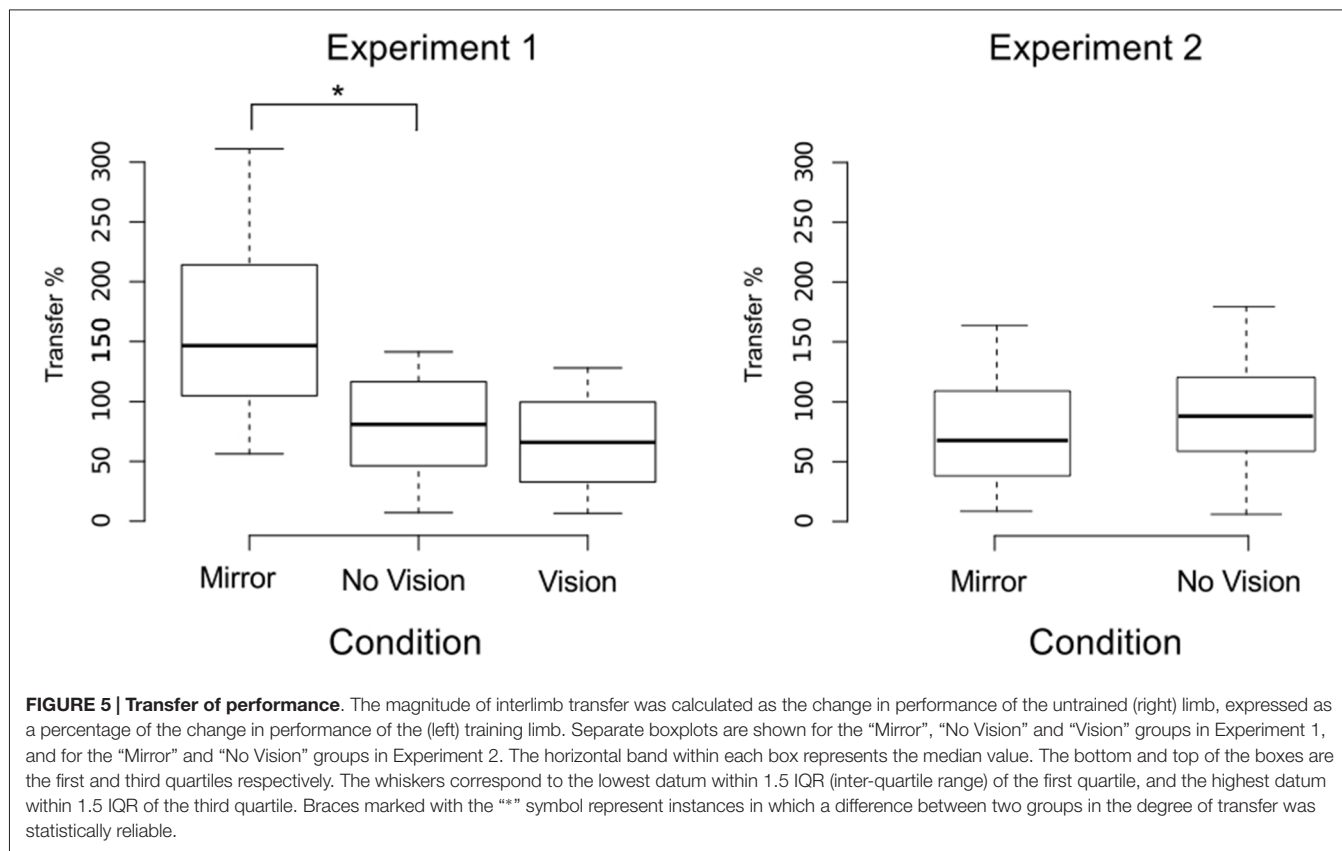 Experiment 1
*
300
250
200
150
100
50
0
Transfer %
Mirror No Vision Vision
Condition
Experiment 2
300
250
200
150
100
50
0
Transfer %
Mirror No Vision
Condition
FIGURE 5 | Transfer of performance. The magnitude of interlimb transfer was calculated as the change in performance of the untrained (right) limb, expressed as
a percentage of the change in performance of the (left) training limb. Separate boxplots are shown for the “Mirror”, “No Vision” and “Vision” groups in Experiment 1,
and for the “Mirror” and “No Vision” groups in Experiment 2. The horizontal band within each box represents the median value. The bottom and top of the boxes are
the first and third quartiles respectively. The whiskers correspond to the lowest datum within 1.5 IQR (inter-quartile range) of the first quartile, and the highest datum
within 1.5 IQR of the third quartile. Braces marked with the “*” symbol represent instances in which a difference between two groups in the degree of transfer was
statistically reliable.